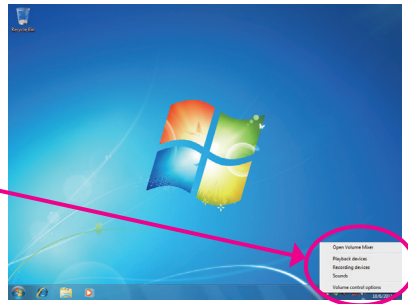 Recycle Bin
Open Volume Mixer
Playback devices
Recording devices
Sounds
Volume control options